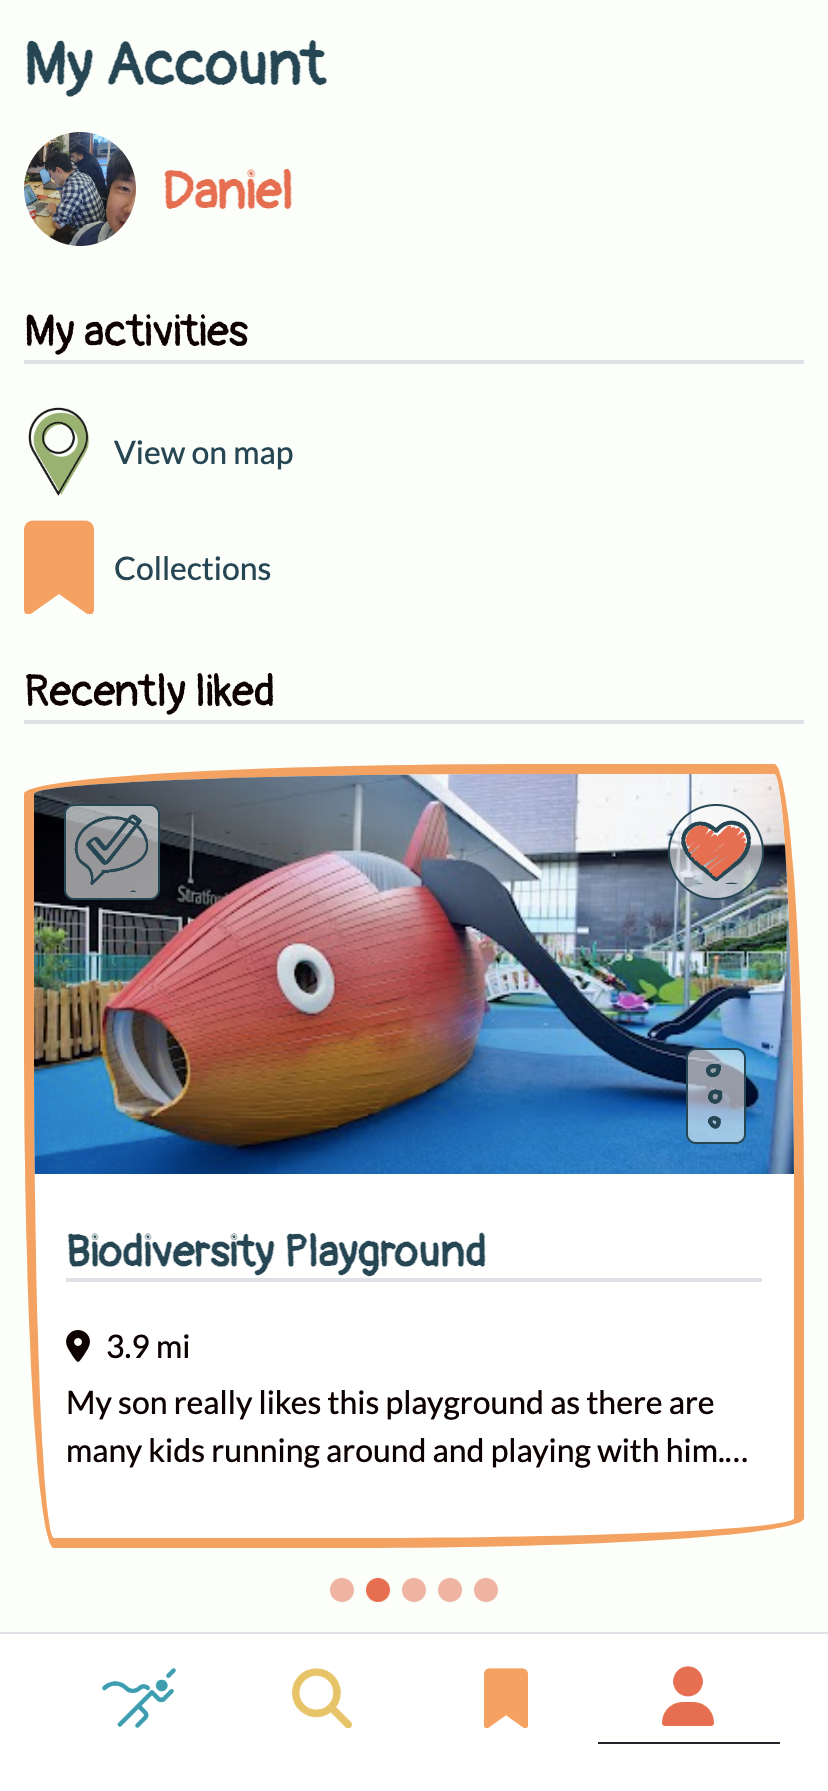 My Account
Daniel
My activities
View on map
Collections
Recently liked
Biodiversity Playground
3.9 mi
My son really likes this playground as there are
many kids running around and playing with him....